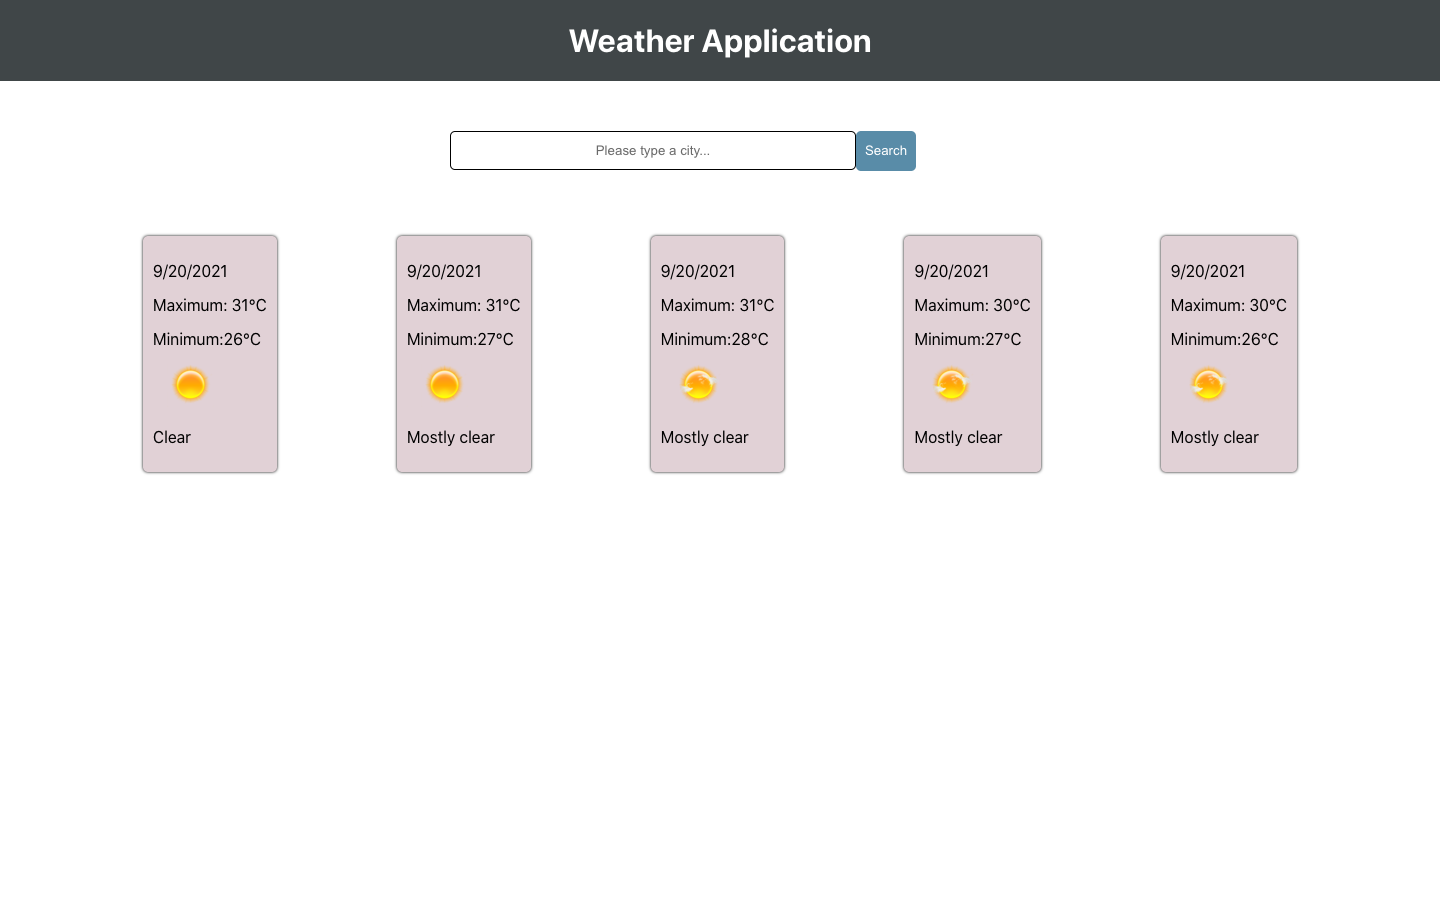 Weather Application
Please type a city...
Search
9/20/2021
Maximum: 31°C
Minimum:26°C
Clear
9/20/2021
Maximum: 31°C
Minimum:27°C
Mostly clear
9/20/2021
Maximum: 31°C
Minimum:28°C
Mostly clear
9/20/2021
Maximum: 30°C
Minimum:27°C
Mostly clear
9/20/2021
Maximum: 30°C
Minimum:26°C
Mostly clear